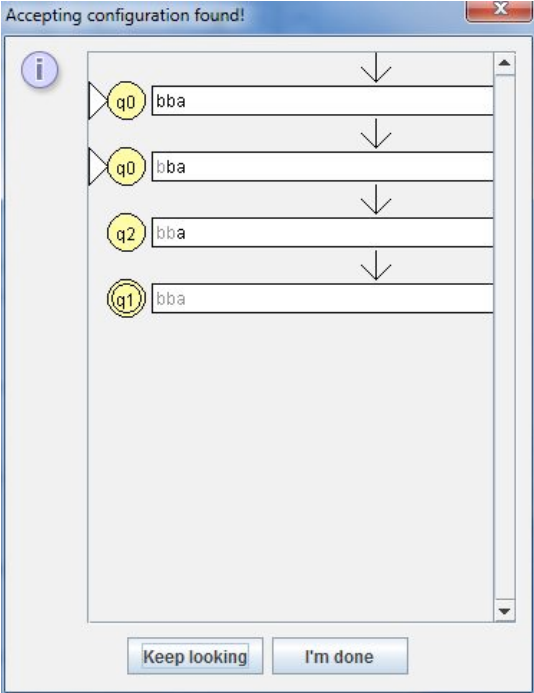 Accepting configuration found!
x
i
q0 bba
q0 bba
q2 bba
q1 bba
Keep looking I'm done